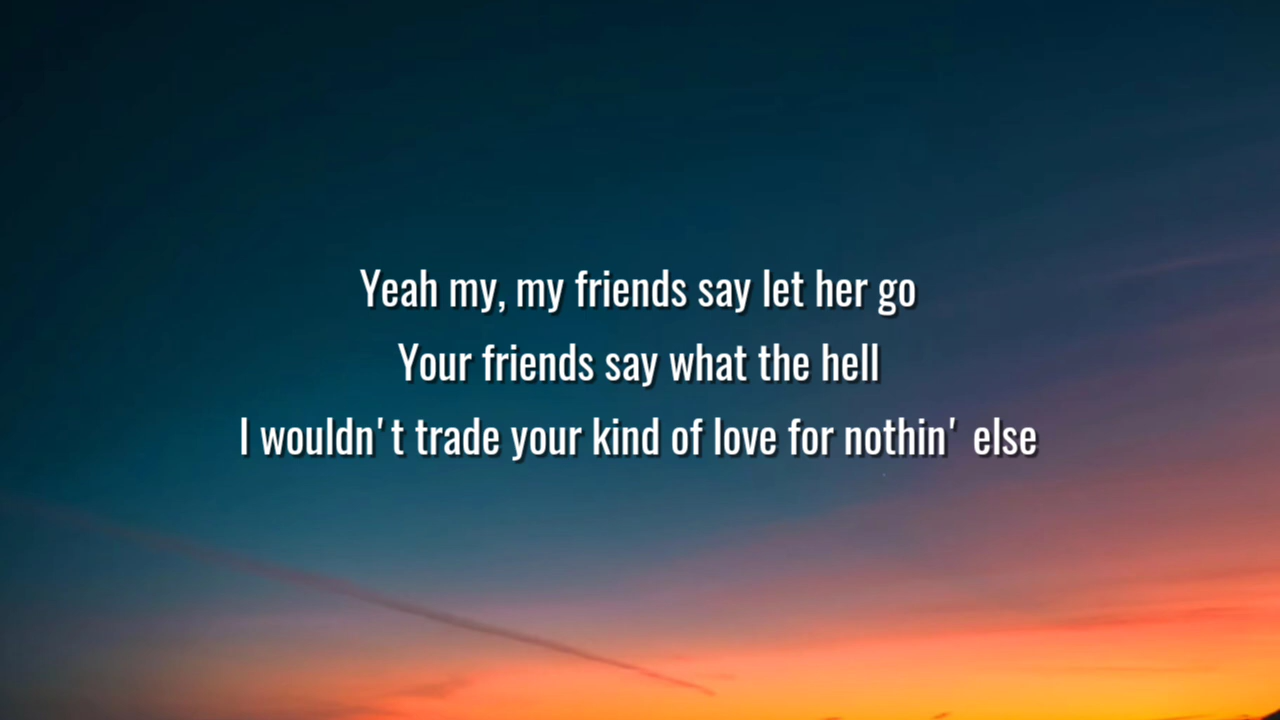 Yeah my, my friends say let her go
Your friends say what the hell
I wouldn't trade your kind of love for nothin' else